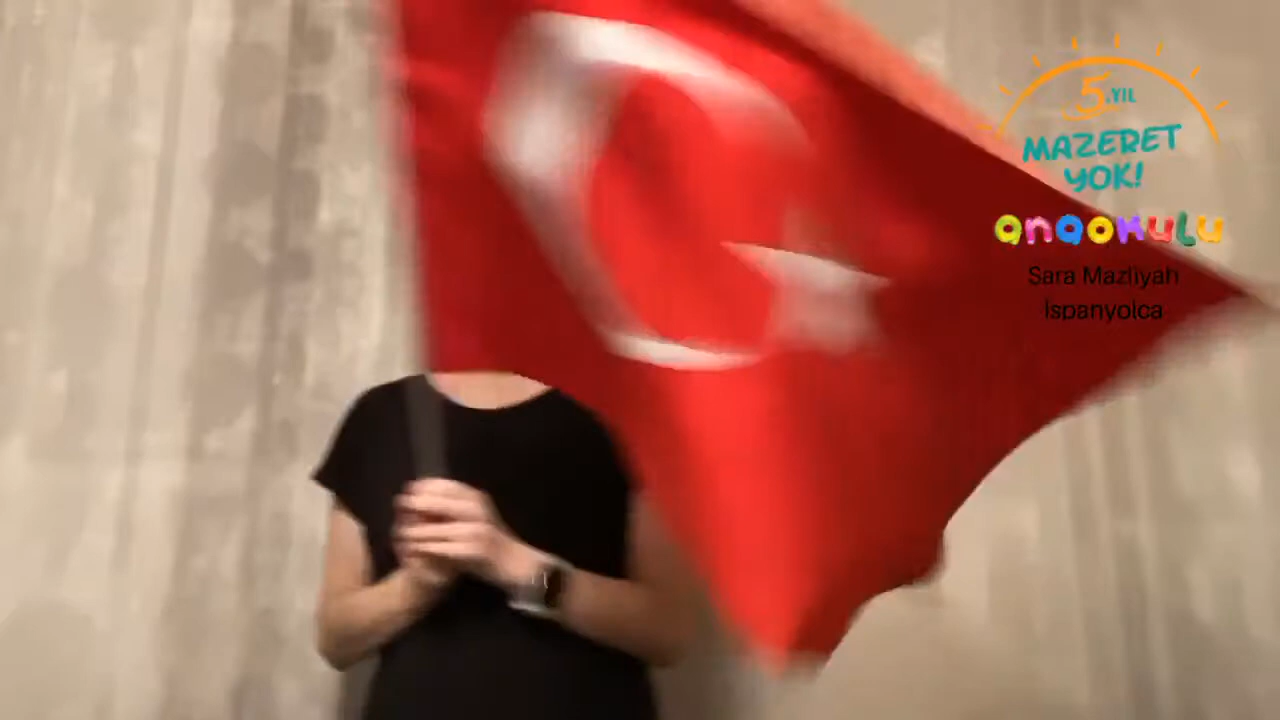 5.YIL
MAZERET
YOK!
anaokulu
Sara Mazliyah
İspanyolca